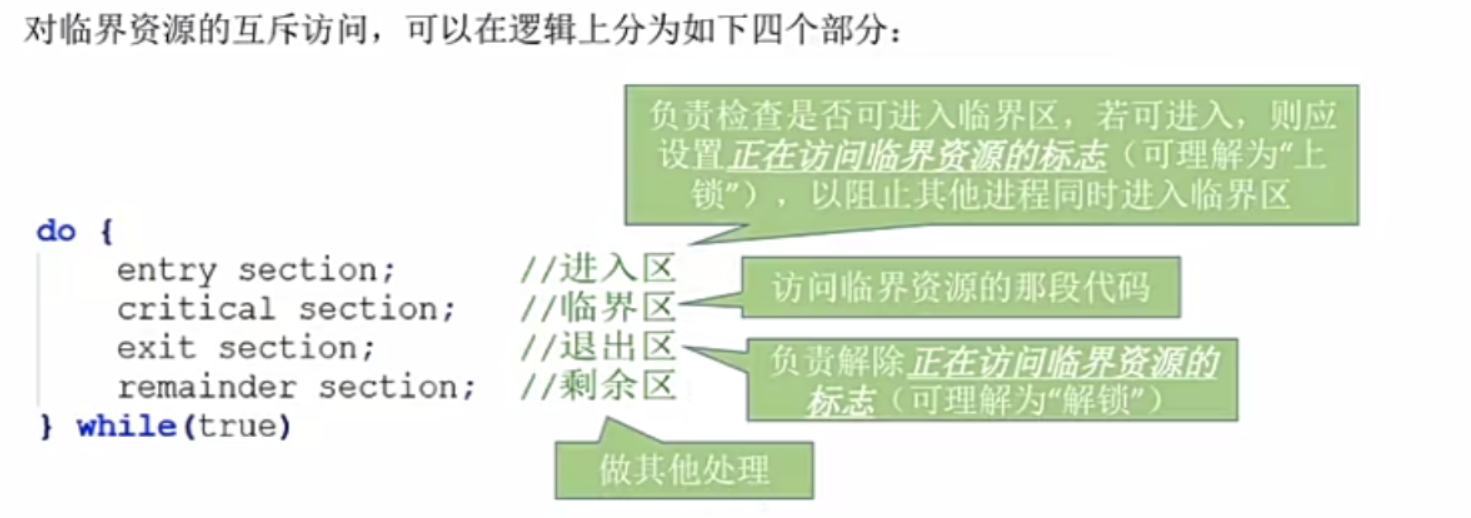 对临界资源的互斥访问，可以在逻辑上分为如下四个部分：
负责检查是否可进入临界区，若可进入，则应
设置正在访问临界资源的标志（可理解为“上
锁”），以阻止其他进程同时进入临界区
do {
entry section; //进入区
critical section; //临界区
访问临界资源的那段代码
exit section; //退出区
负责解除正在访问临界资源的
标志（可理解为“解锁”）
remainder section; //剩余区
} while(true)
做其他处理